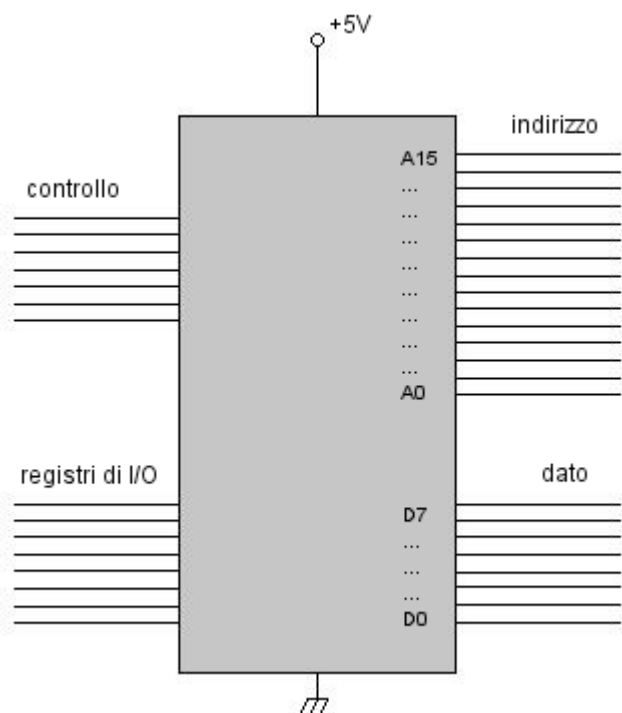 +5V
indirizzo
A15
controllo
...
...
...
...
...
...
...
...
A0
registri di I/O
dato
D7
...
...
...
D0